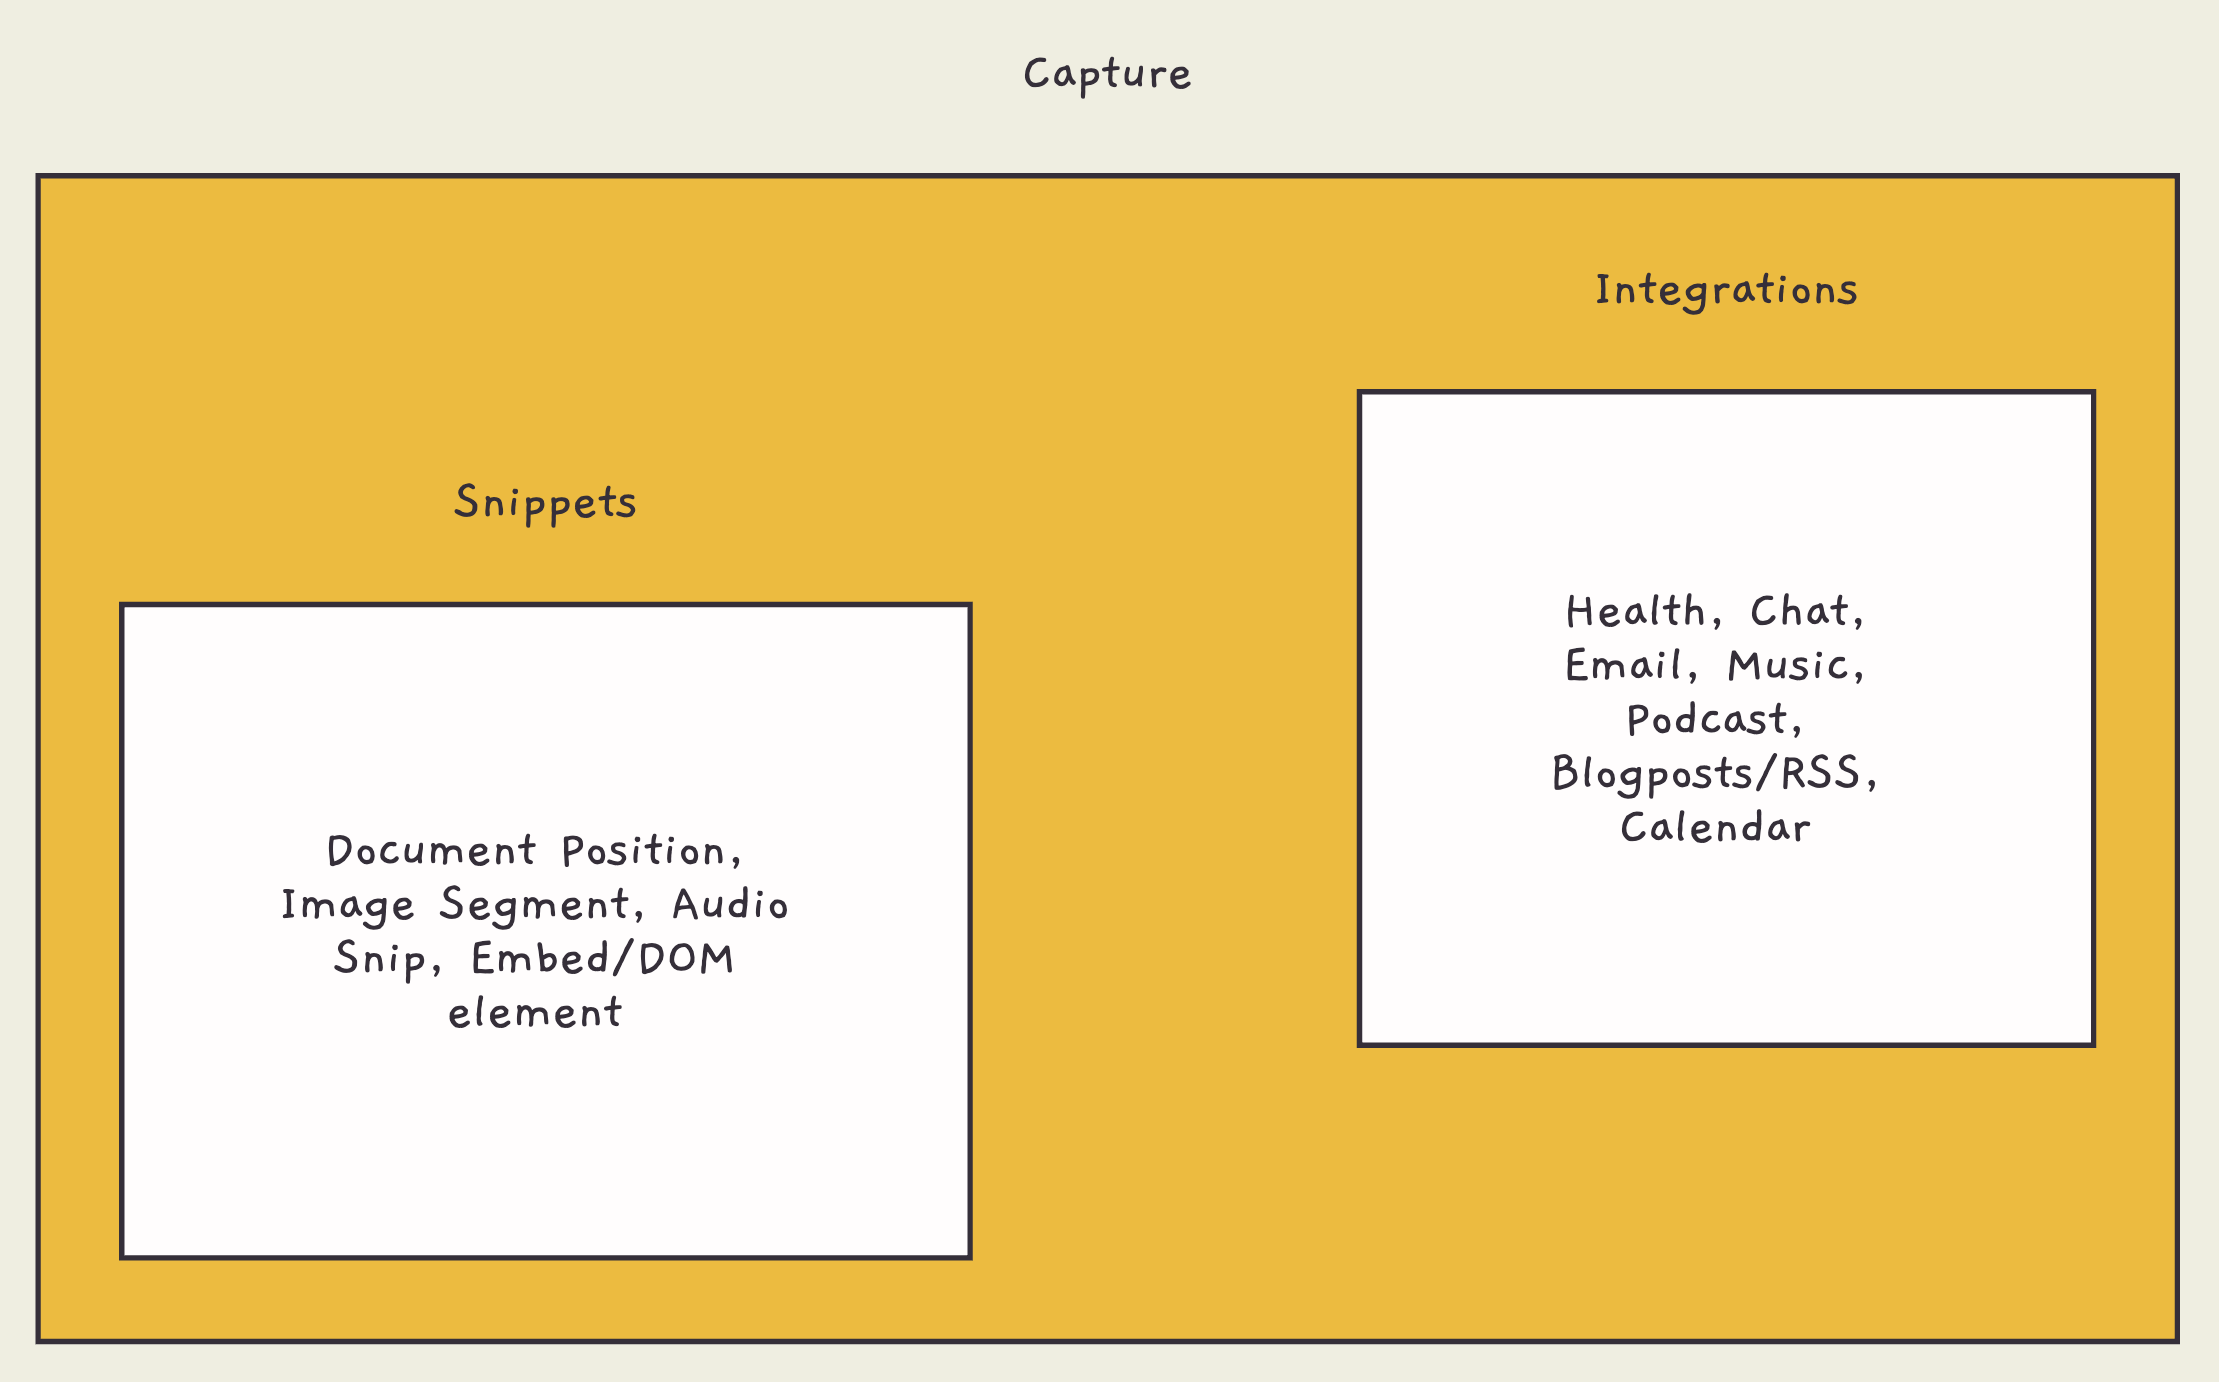 Capture
Integrations
Snippets
Health, Chat,
Email, Music,
Podcast,
Blogposts/RSS,
Calendar
Document Position,
Image Segment, Audio
Snip, Embed/DOM
element